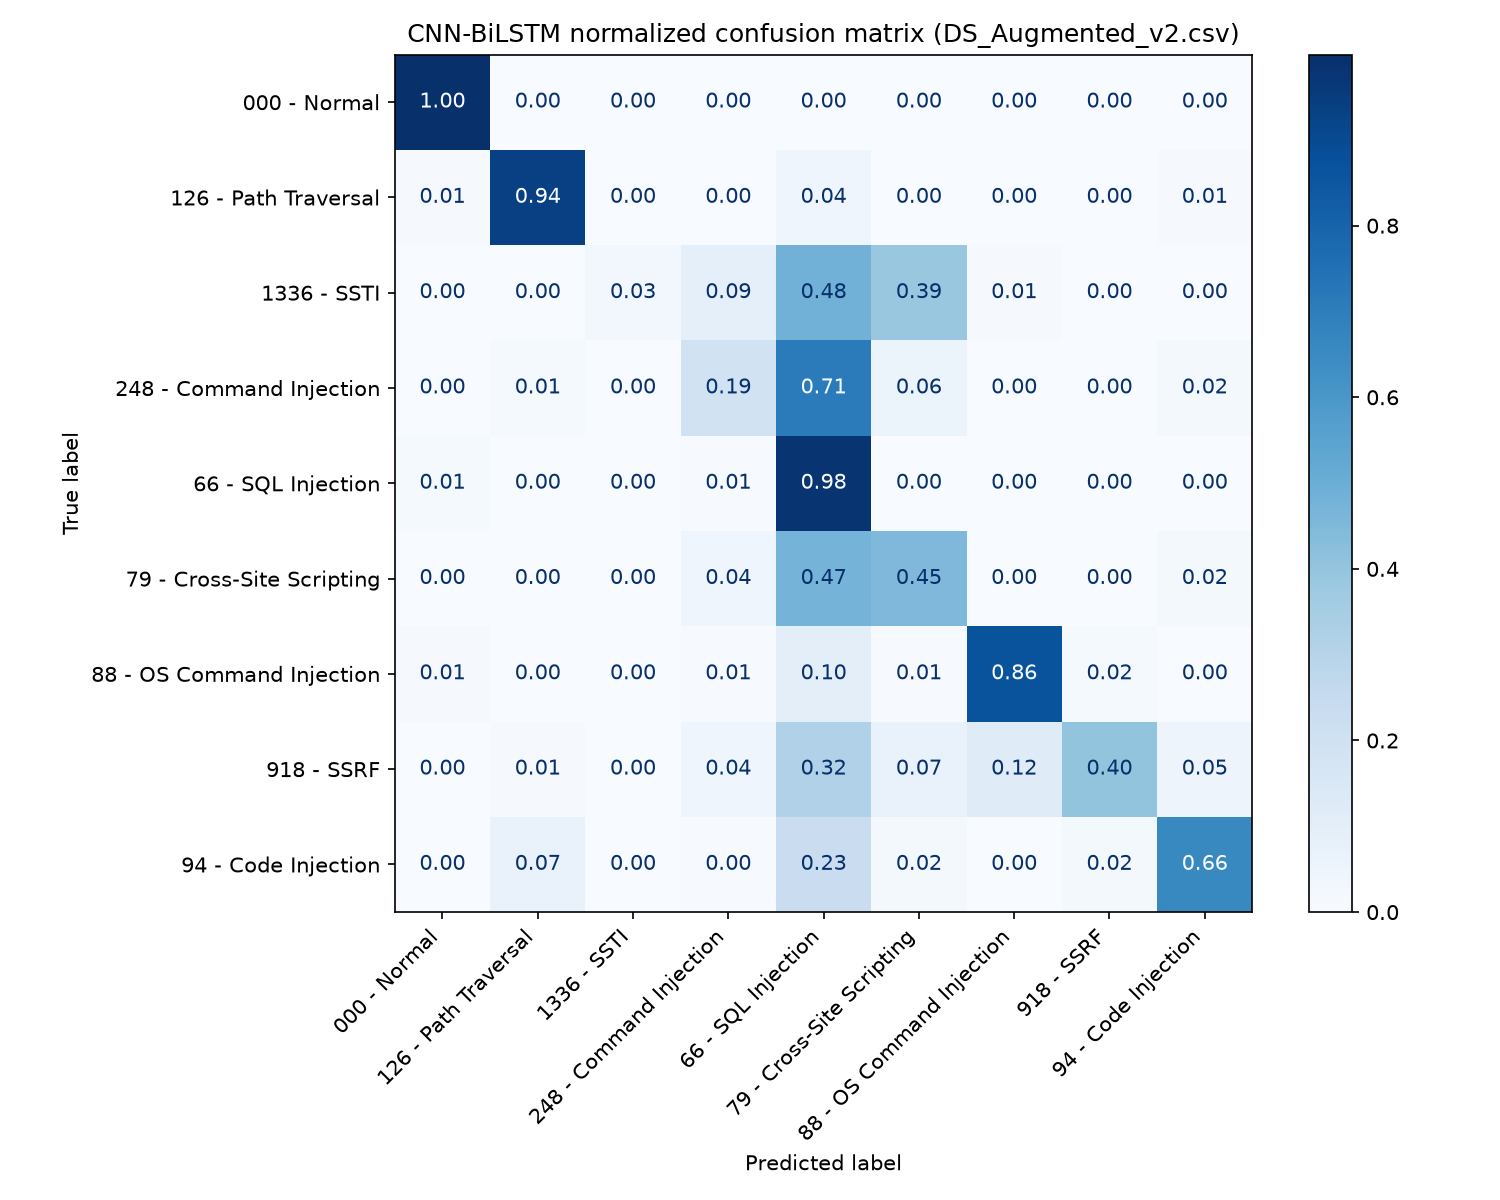 CNN-BiLSTM normalized confusion matrix (DS_Augmented_v2.csv)
000 - Normal 1.00 0.00 0.00 0.00 0.00 0.00 0.00 0.00 0.00
126 - Path Traversal 0.01 0.94 0.00 0.00 0.04 0.00 0.00 0.00 0.01
1336 - SSTI 0.00 0.00 0.03 0.09 0.48 0.39 0.01 0.00 0.00
248 - Command Injection 0.00 0.01 0.00 0.19 0.71 0.06 0.00 0.00 0.02
66 - SQL Injection 0.01 0.00 0.00 0.01 0.98 0.00 0.00 0.00 0.00
79 - Cross-Site Scripting 0.00 0.00 0.00 0.04 0.47 0.45 0.00 0.00 0.02
88 - OS Command Injection 0.01 0.00 0.00 0.01 0.10 0.01 0.86 0.02 0.00
918 - SSRF 0.00 0.01 0.00 0.04 0.32 0.07 0.12 0.40 0.05
94 - Code Injection 0.00 0.07 0.00 0.00 0.23 0.02 0.00 0.02 0.66
True label
000 - Normal
126 - Path Traversal
1336 - SSTI
248 - Command Injection
66 - SQL Injection
79 - Cross-Site Scripting
88 - OS Command Injection
918 - SSRF
94 - Code Injection
Predicted label
0.8
0.6
0.4
0.2
0.0